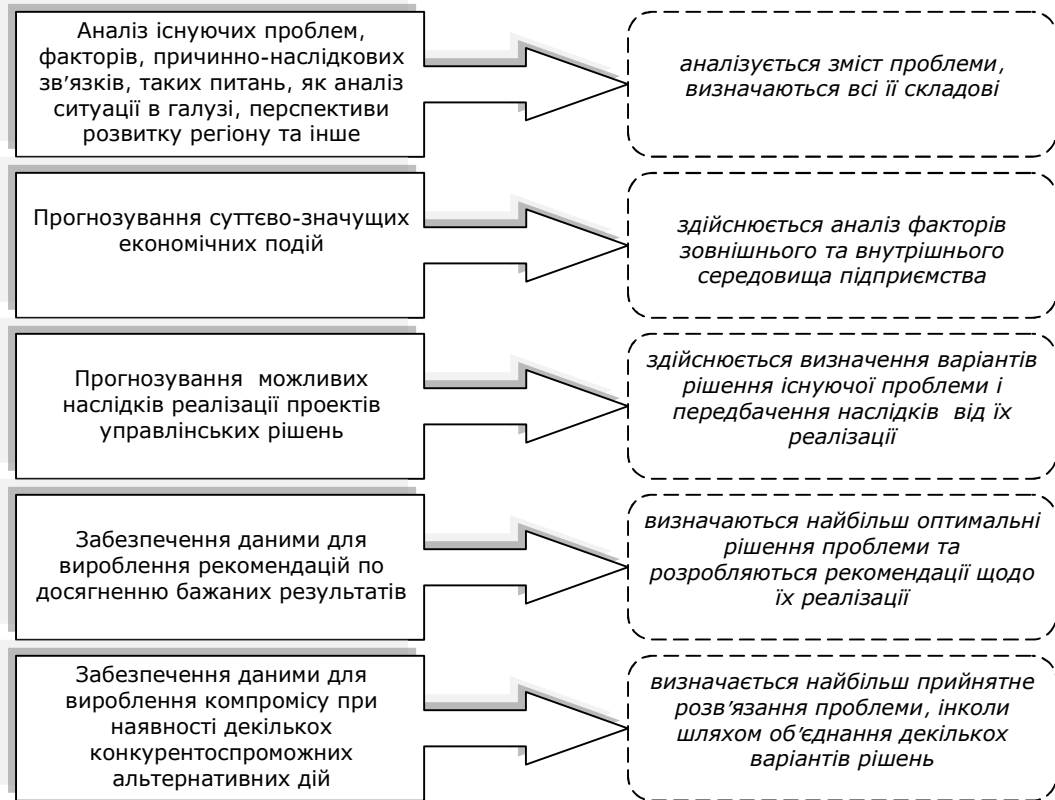 Аналіз існуючих проблем,
факторів, причинно-наслідкових
зв’язків, таких питань, як аналіз
ситуації в галузі, перспективи
розвитку регіону та інше
аналізується зміст проблеми,
визначаються всі її складові
Прогнозування суттєво-значущих
економічних подій
здійснюється аналіз факторів
зовнішнього та внутрішнього
середовища підприємства
Прогнозування можливих
наслідків реалізації проектів
управлінських рішень
здійснюється визначення варіантів
рішення існуючої проблеми і
передбачення наслідків від їх
реалізації
Забезпечення даними для
вироблення рекомендацій по
досягненню бажаних результатів
визначаються найбільш оптимальні
рішення проблеми та
розробляються рекомендації щодо
їх реалізації
Забезпечення даними для
вироблення компромісу при
наявності декількох
конкурентоспроможних
альтернативних дій
визначається найбільш прийнятне
розв’язання проблеми, інколи
шляхом об’єднання декількох
варіантів рішень